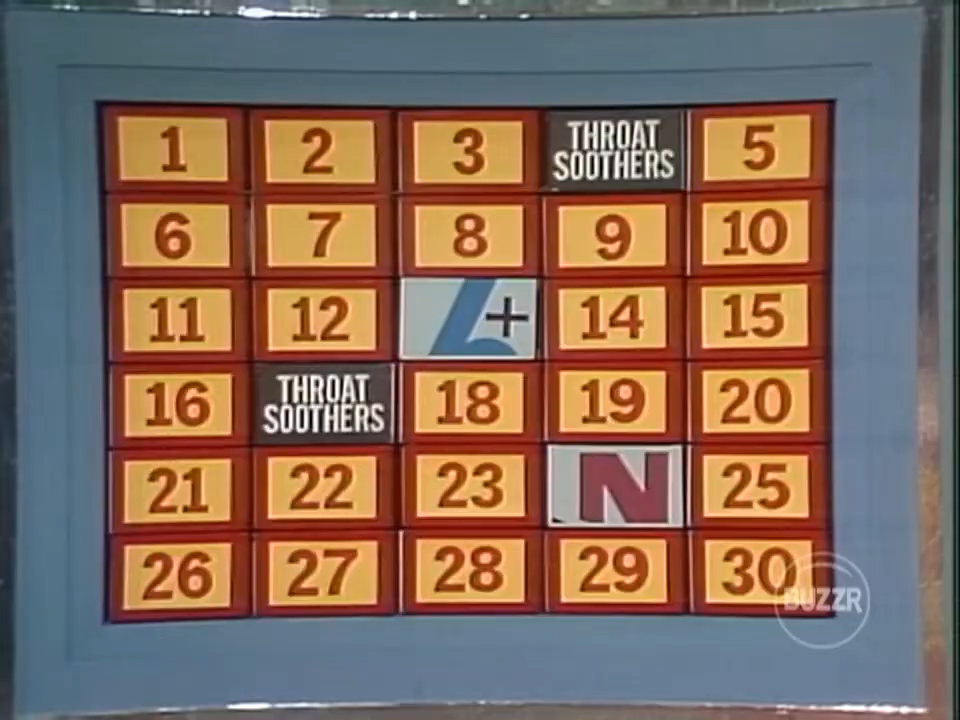 1 2 3 THROAT SOOTHERS 5
6 7 8 9 10
11 12 + 14 15
16 THROAT SOOTHERS 18 19 20
21 22 23 N 25
26 27 28 29 30
BUZZR